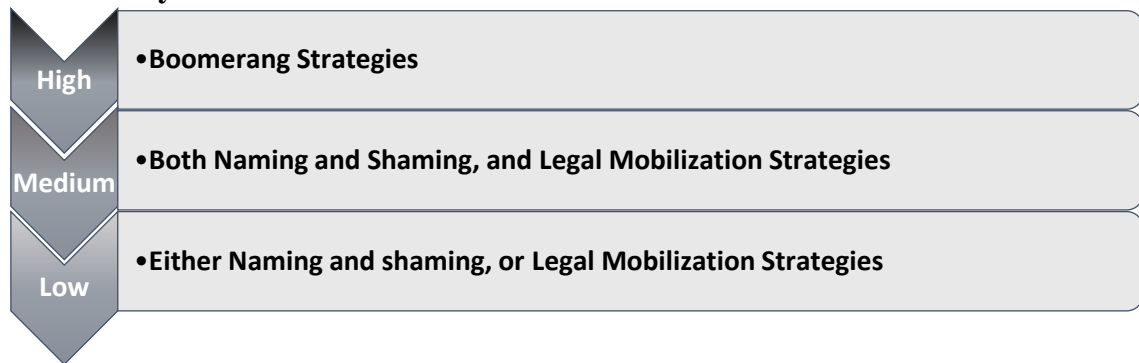 High
•Boomerang Strategies
Medium
•Both Naming and Shaming, and Legal Mobilization Strategies
Low
•Either Naming and shaming, or Legal Mobilization Strategies